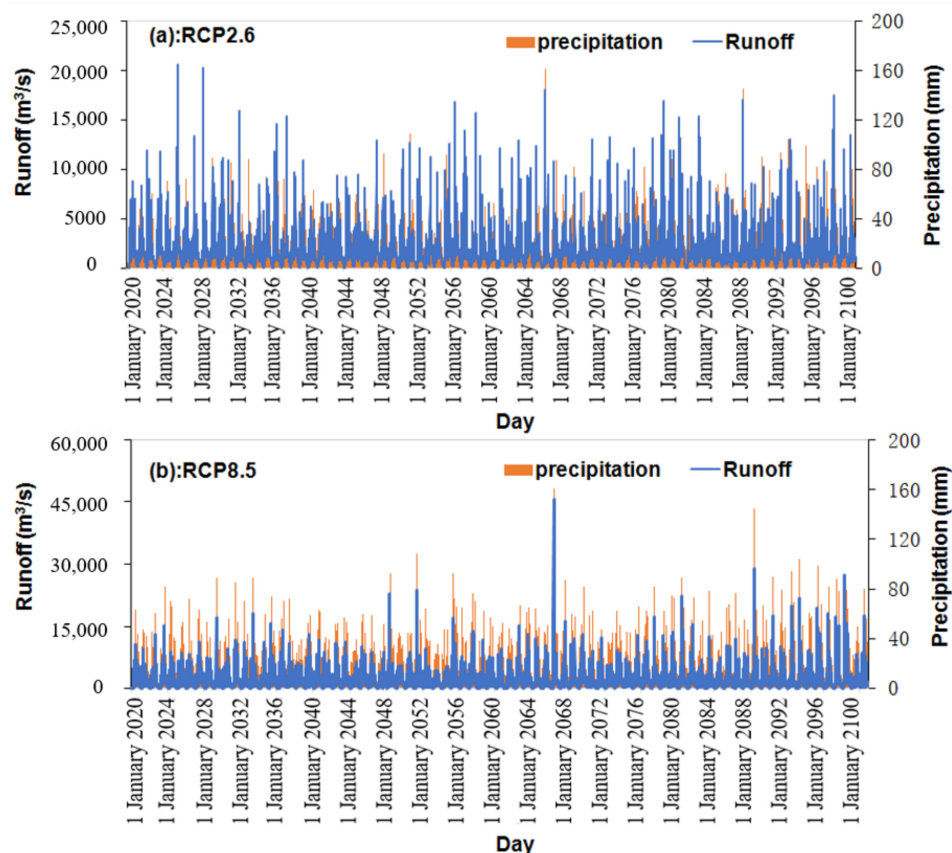 (a):RCP2.6
precipitation
Runoff
25,000
20,000
15,000
10,000
5000
0
Runoff (m³/s)
200
160
120
80
40
0
Precipitation (mm)
1 January 2020
1 January 2024
1 January 2028
1 January 2032
1 January 2036
1 January 2040
1 January 2044
1 January 2048
1 January 2052
1 January 2056
1 January 2060
1 January 2064
1 January 2068
1 January 2072
1 January 2076
1 January 2080
1 January 2084
1 January 2088
1 January 2092
1 January 2096
1 January 2100
Day
(b):RCP8.5
precipitation
Runoff
60,000
45,000
30,000
15,000
0
Runoff (m³/s)
200
160
120
80
40
0
Precipitation (mm)
1 January 2020
1 January 2024
1 January 2028
1 January 2032
1 January 2036
1 January 2040
1 January 2044
1 January 2048
1 January 2052
1 January 2056
1 January 2060
1 January 2064
1 January 2068
1 January 2072
1 January 2076
1 January 2080
1 January 2084
1 January 2088
1 January 2092
1 January 2096
1 January 2100
Day